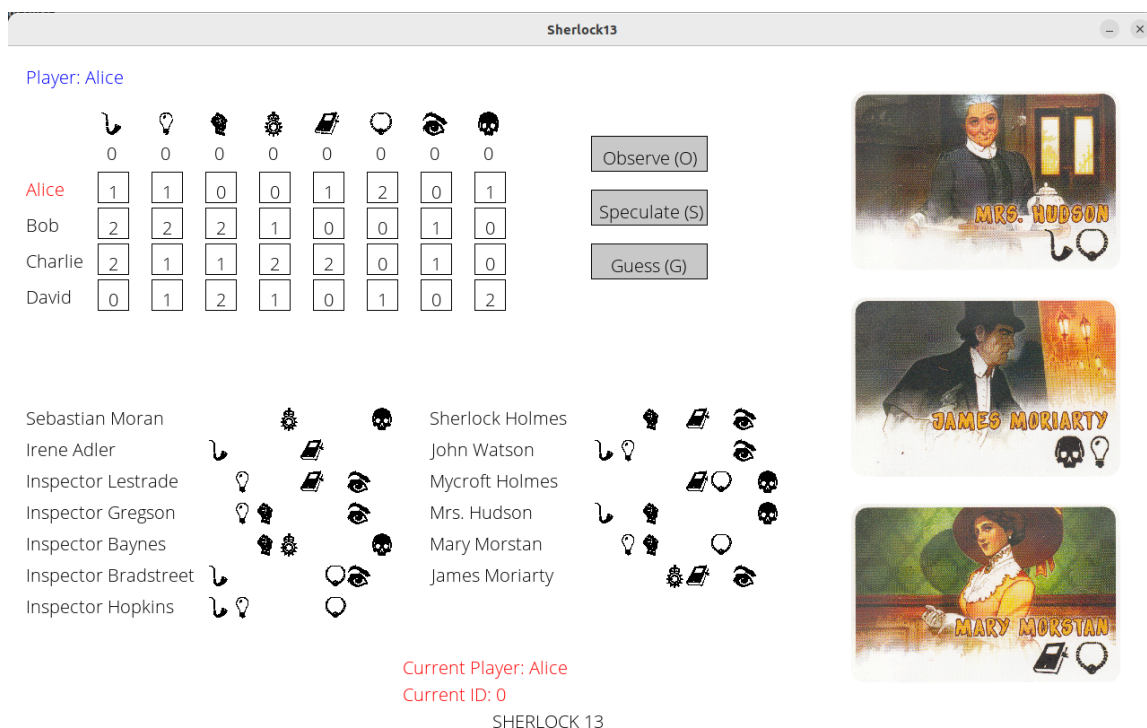 Sherlock13
Player: Alice
0 0 0 0 0 0 0 0
Alice 1 1 0 0 1 2 0 1
Bob 2 2 2 1 0 0 1 0
Charlie 2 1 1 2 2 0 1 0
David 0 1 2 1 0 1 0 2
Observe (O)
Speculate (S)
Guess (G)
MRS. HUDSON
JAMES MORIARTY
MARY MORSTAN
Sebastian Moran
Irene Adler
Inspector Lestrade
Inspector Gregson
Inspector Baynes
Inspector Bradstreet
Inspector Hopkins
Sherlock Holmes
John Watson
Mycroft Holmes
Mrs. Hudson
Mary Morstan
James Moriarty
Current Player: Alice
Current ID: 0
SHERLOCK 13